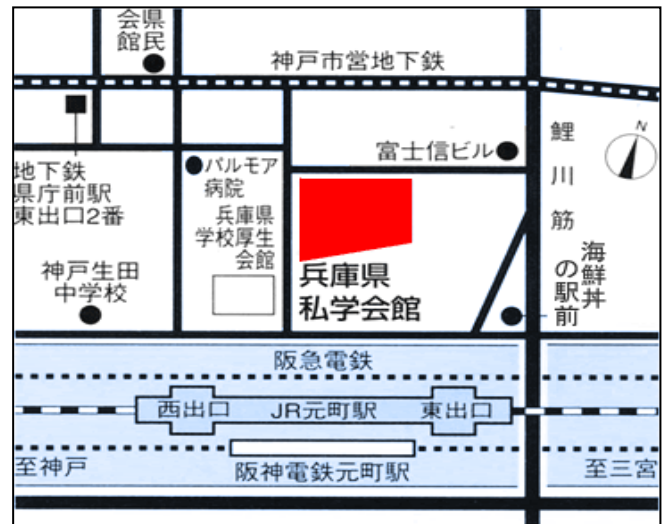 県民
会館
神戸市営地下鉄
富士信ビル
鯉川筋
N
地下鉄
県庁前駅
東出口2番
パルモア
病院
兵庫県
学校厚生
会館
神戸生田
中学校
兵庫県
私学会館
海鮮丼
の駅前
阪急電鉄
西出口
JR元町駅
東出口
至神戸
阪神電鉄元町駅
至三宮